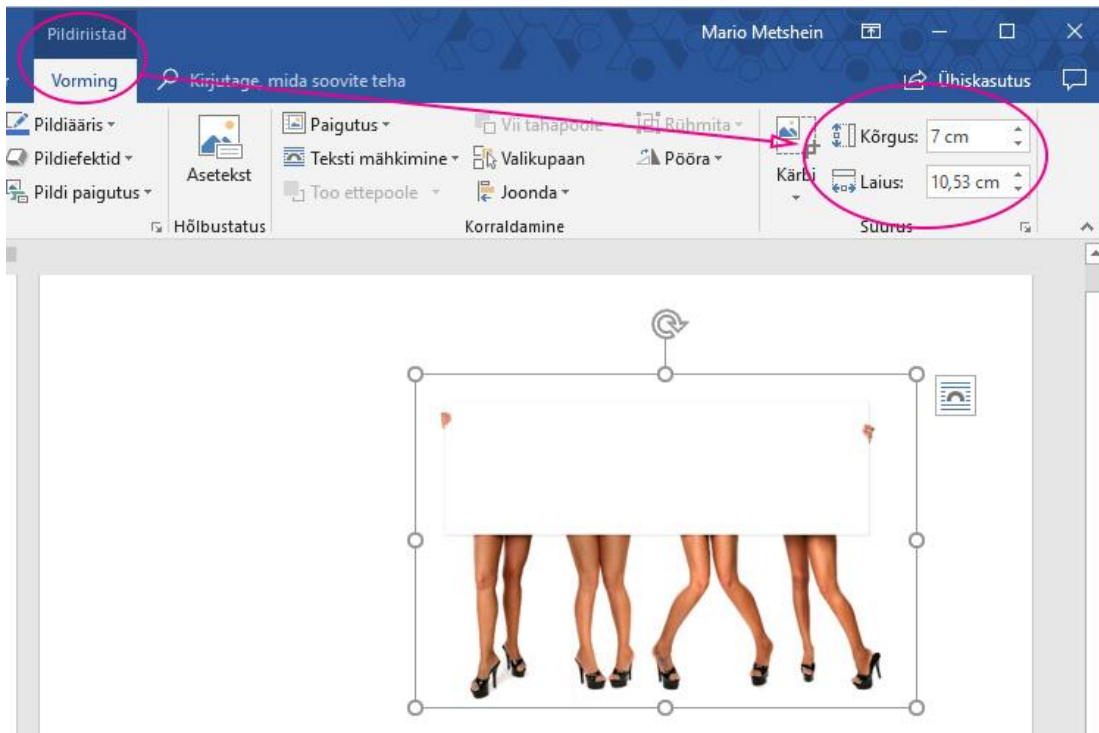 Pildiriistad
Mario Metshein
Vorming
Kirjutage, mida soovite teha
Ühiskasutus
Pildiääris
Paigutus
Vii tahapoole
Rühmita
Kõrgus: 7 cm
Pildiefektid
Teksti mähkimine
Valikupaan
Pööra
Pildi paigutus
Asetekst
Too ettepoole
Joonda
Kärbi
Laius: 10,53 cm
Hõlbustatus
Korraldamine
Suurus